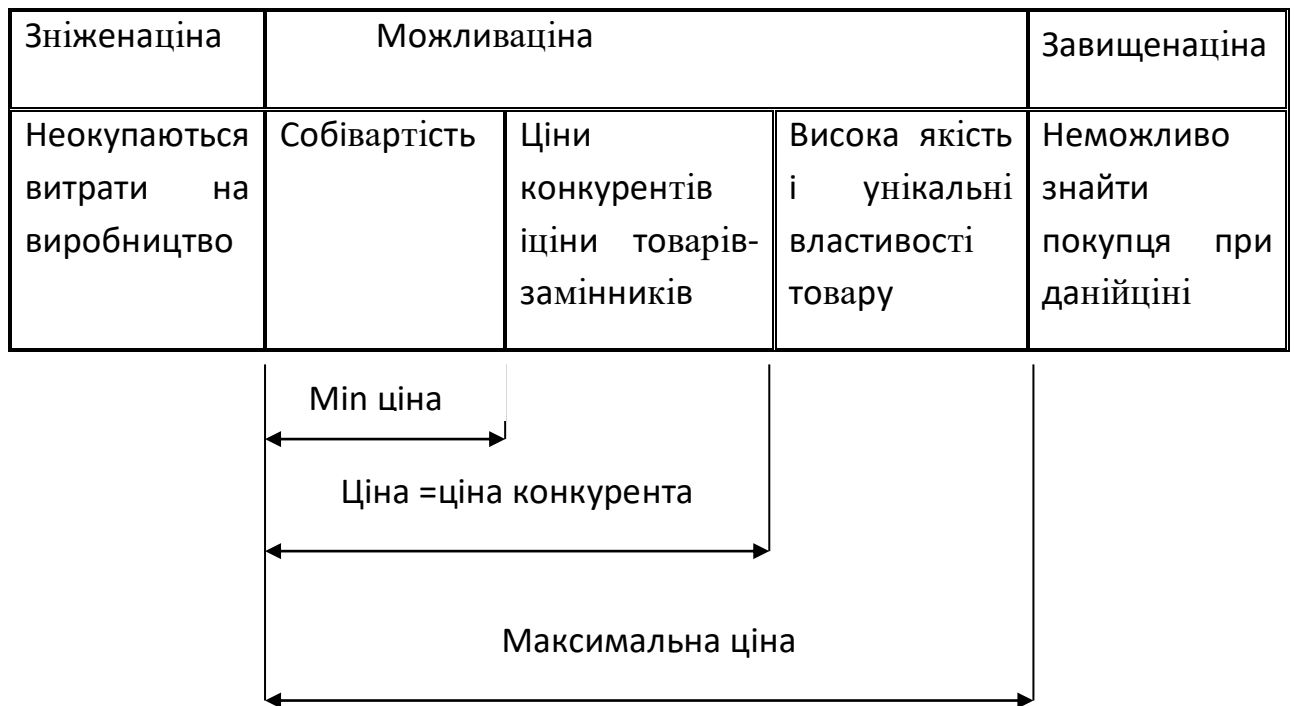 Зніженаціна
Можливаціна
Завищенаціна
Неокупаються
витрати на
виробництво
Собівартість
Ціни
конкурентів
іціни товарів-
замінників
Висока якість
і унікальні
властивості
товару
Неможливо
знайти
покупця при
данійціні
Min ціна
Ціна =ціна конкурента
Максимальна ціна